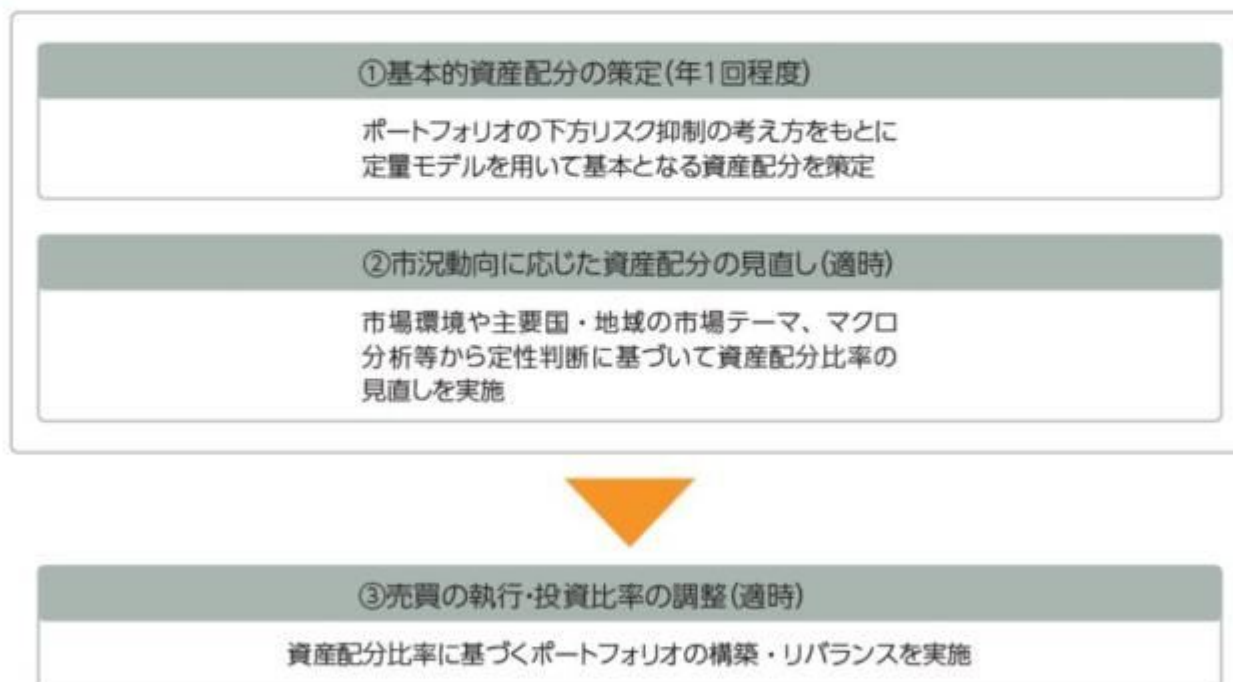 ①基本的資産配分の策定(年1回程度)
ポートフォリオの下方リスク抑制の考え方をもとに
定量モデルを用いて基本となる資産配分を策定
②市況動向に応じた資産配分の見直し(適時)
市場環境や主要国・地域の市場テーマ、マクロ
分析等から定性判断に基づいて資産配分比率の
見直しを実施
③売買の執行・投資比率の調整(適時)
資産配分比率に基づくポートフォリオの構築・リバランスを実施